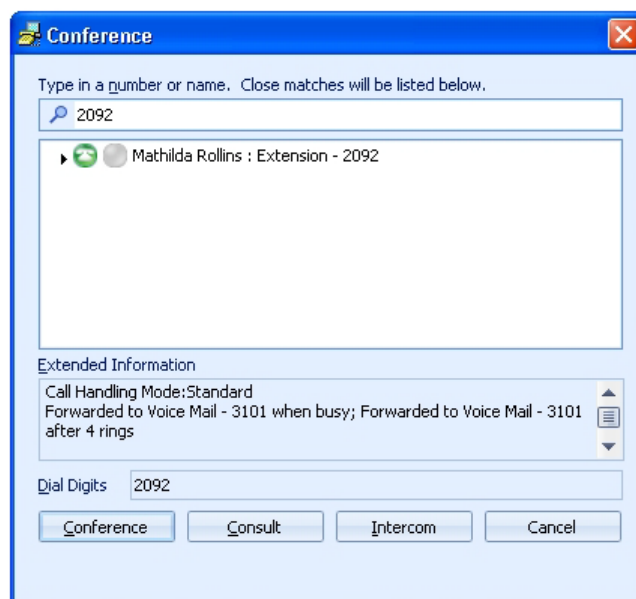 Conference
Type in a number or name. Close matches will be listed below.
2092
Mathilda Rollins : Extension - 2092
Extended Information
Call Handling Mode:Standard
Forwarded to Voice Mail - 3101 when busy; Forwarded to Voice Mail - 3101
after 4 rings
Dial Digits 2092
Conference Consult Intercom Cancel